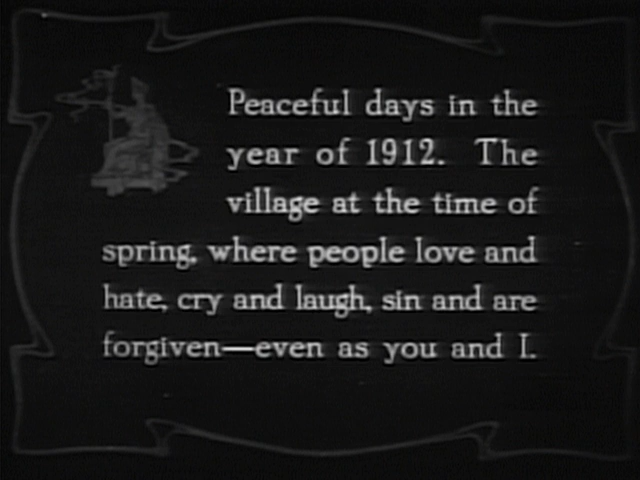 Peaceful days in the
year of 1912. The
village at the time of
spring, where people love and
hate, cry and laugh, sin and are
forgiven—even as you and I.